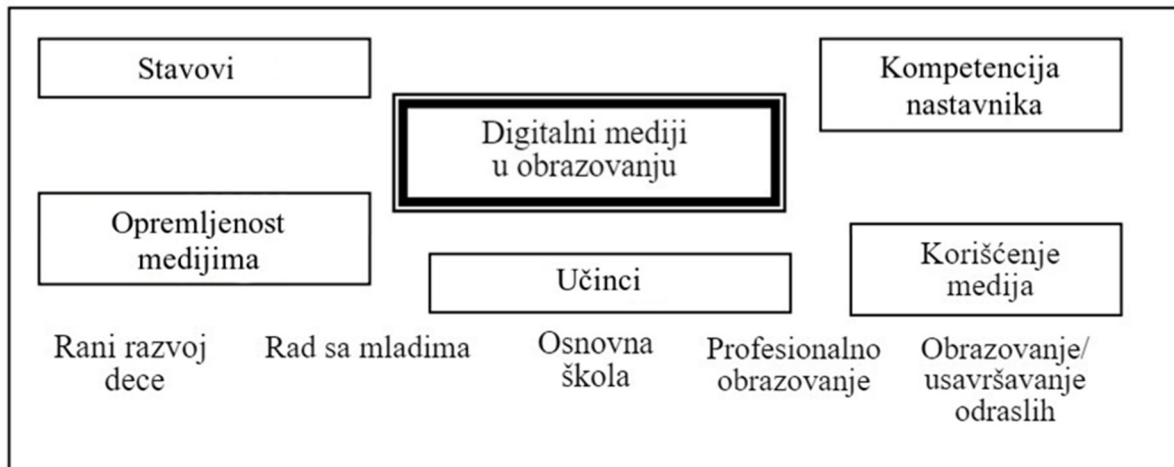 Stavovi
Kompetencija
nastavnika
Digitalni mediji
u obrazovanju
Opremljenost
medijima
Učinci
Korišćenje
medija
Rani razvoj
dece
Rad sa mladima
Osnovna
škola
Profesionalno
obrazovanje
Obrazovanje/
usavršavanje
odraslih